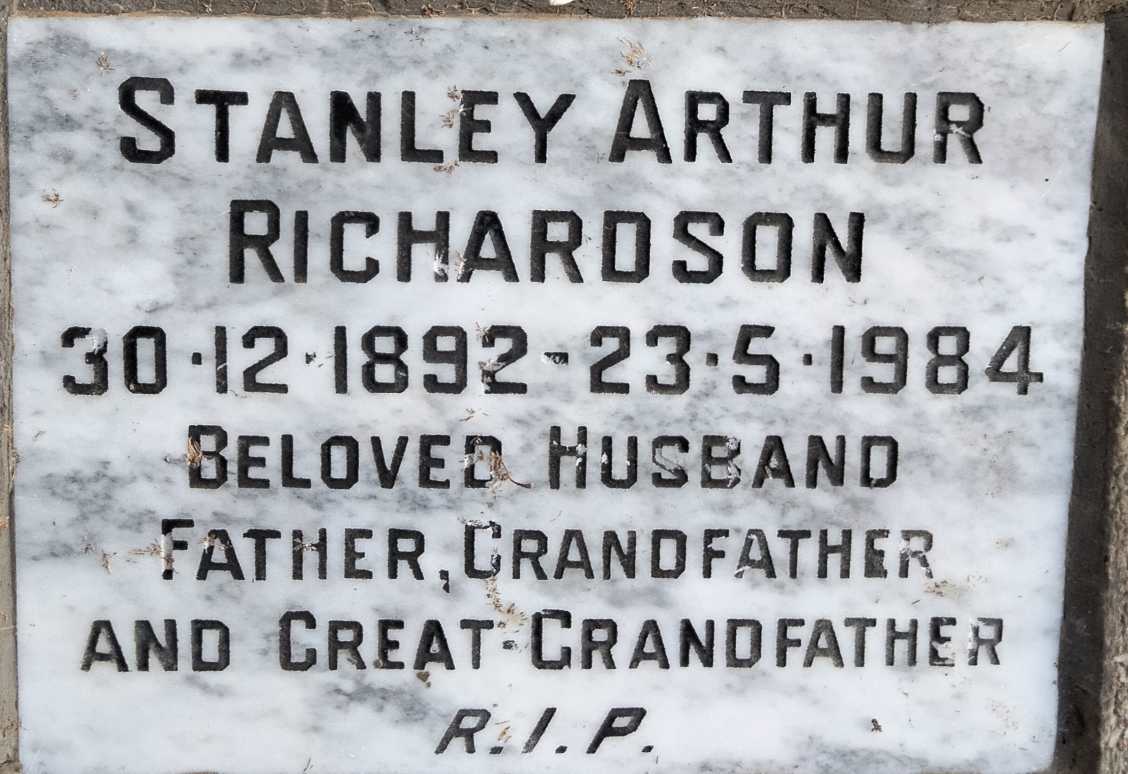 STANLEY ARTHUR
RICHARDSON
30·12·1892-23·5·1984
BELOVED HUSBAND
FATHER, GRANDFATHER
AND GREAT-GRANDFATHER
R.I.P.